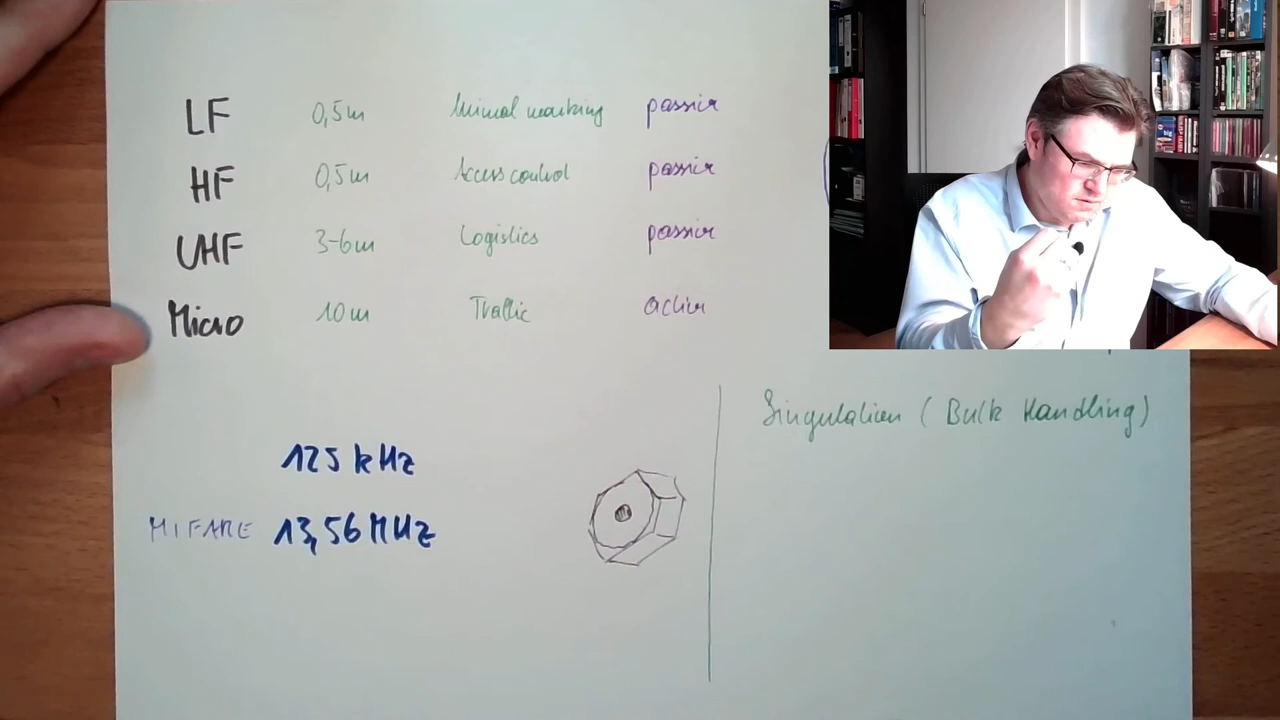 LF 0,5m Animal marking passiv
HF 0,5m Access control passiv
UHF 3-6m Logistics passiv
Micro 10m Traffic activ
Singulation (Bulk Handling)
125 kHz
MIFARE 13,56 MHz